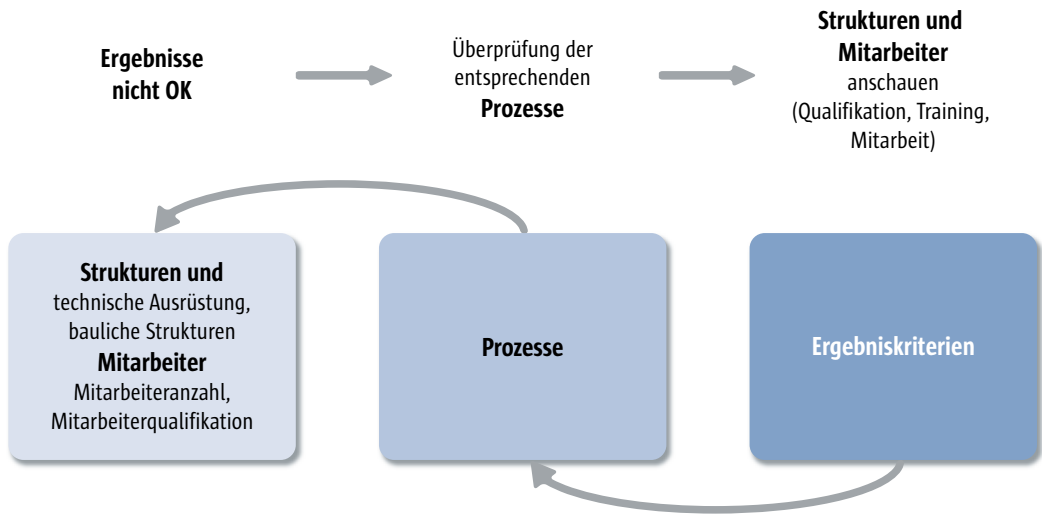 Ergebnisse
nicht OK
Überprüfung der
entsprechenden
Prozesse
Strukturen und
Mitarbeiter
anschauen
(Qualifikation, Training,
Mitarbeit)
Strukturen und
technische Ausrüstung,
bauliche Strukturen
Mitarbeiter
Mitarbeiteranzahl,
Mitarbeiterqualifikation
Prozesse
Ergebniskriterien